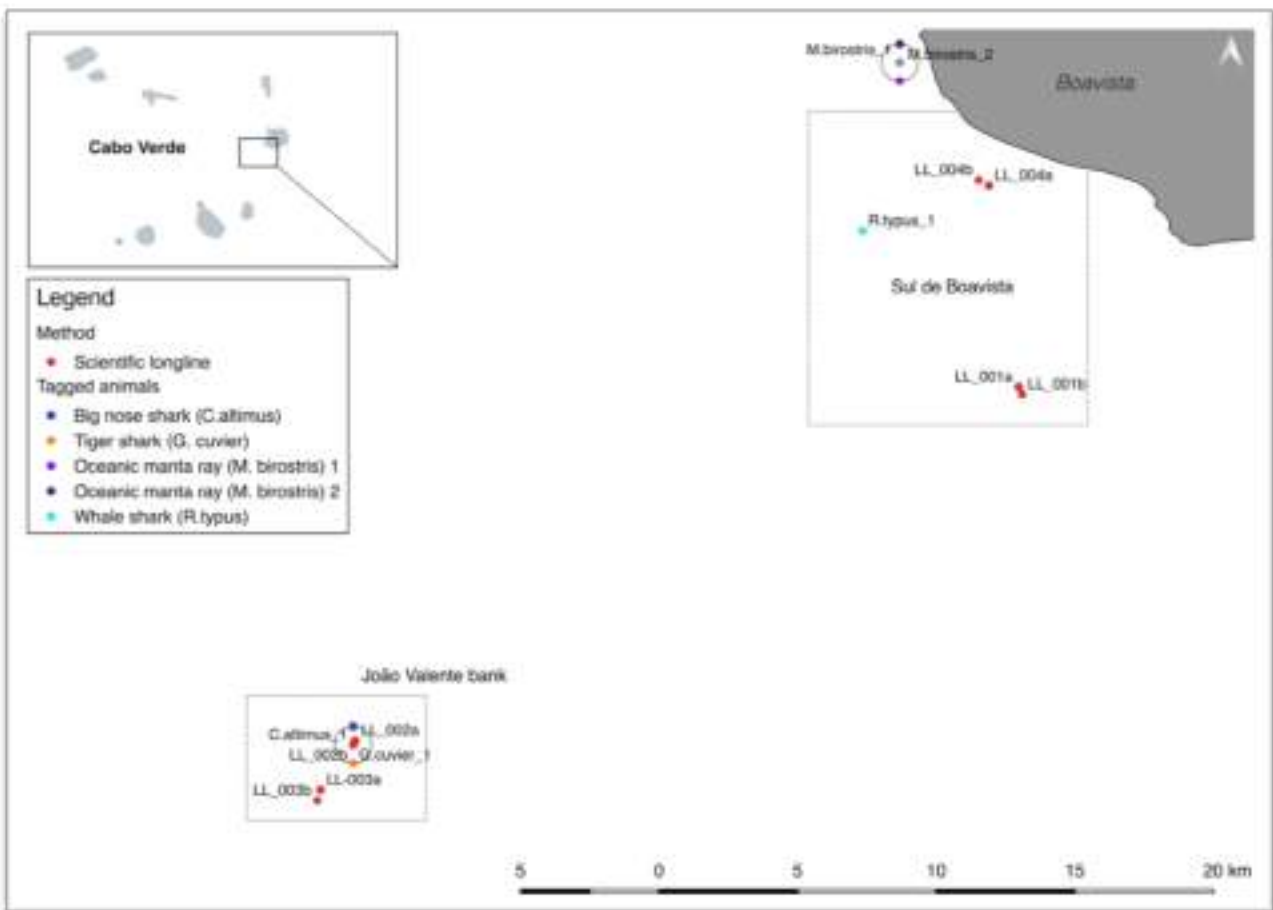 Cabo Verde
Legend
Method
Scientific longline
Tagged animals
Big nose shark (C.altimus)
Tiger shark (G. cuvier)
Oceanic manta ray (M. birostris) 1
Oceanic manta ray (M. birostris) 2
Whale shark (R.typus)
M.birostris_1
M.birostris_2
Boavista
LL_004b
LL_004a
R.typus_1
Sul de Boavista
LL_001a
LL_001b
João Valente bank
C.altimus_1
LL_002a
LL_002b
G.cuvier_1
LL-003a
LL_003b
5 0 5 10 15 20 km